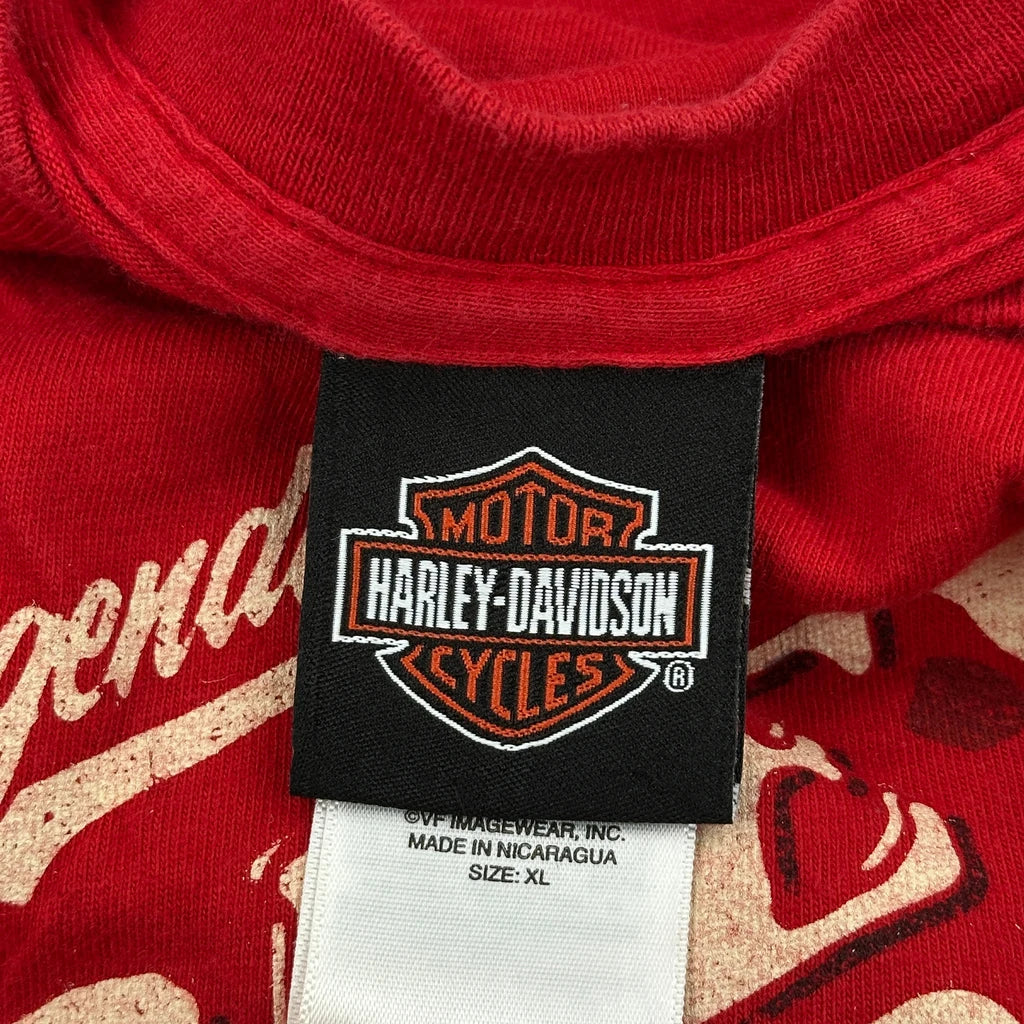 MOTOR
HARLEY-DAVIDSON
CYCLES
®
©VF IMAGEWEAR, INC.
MADE IN NICARAGUA
SIZE: XL